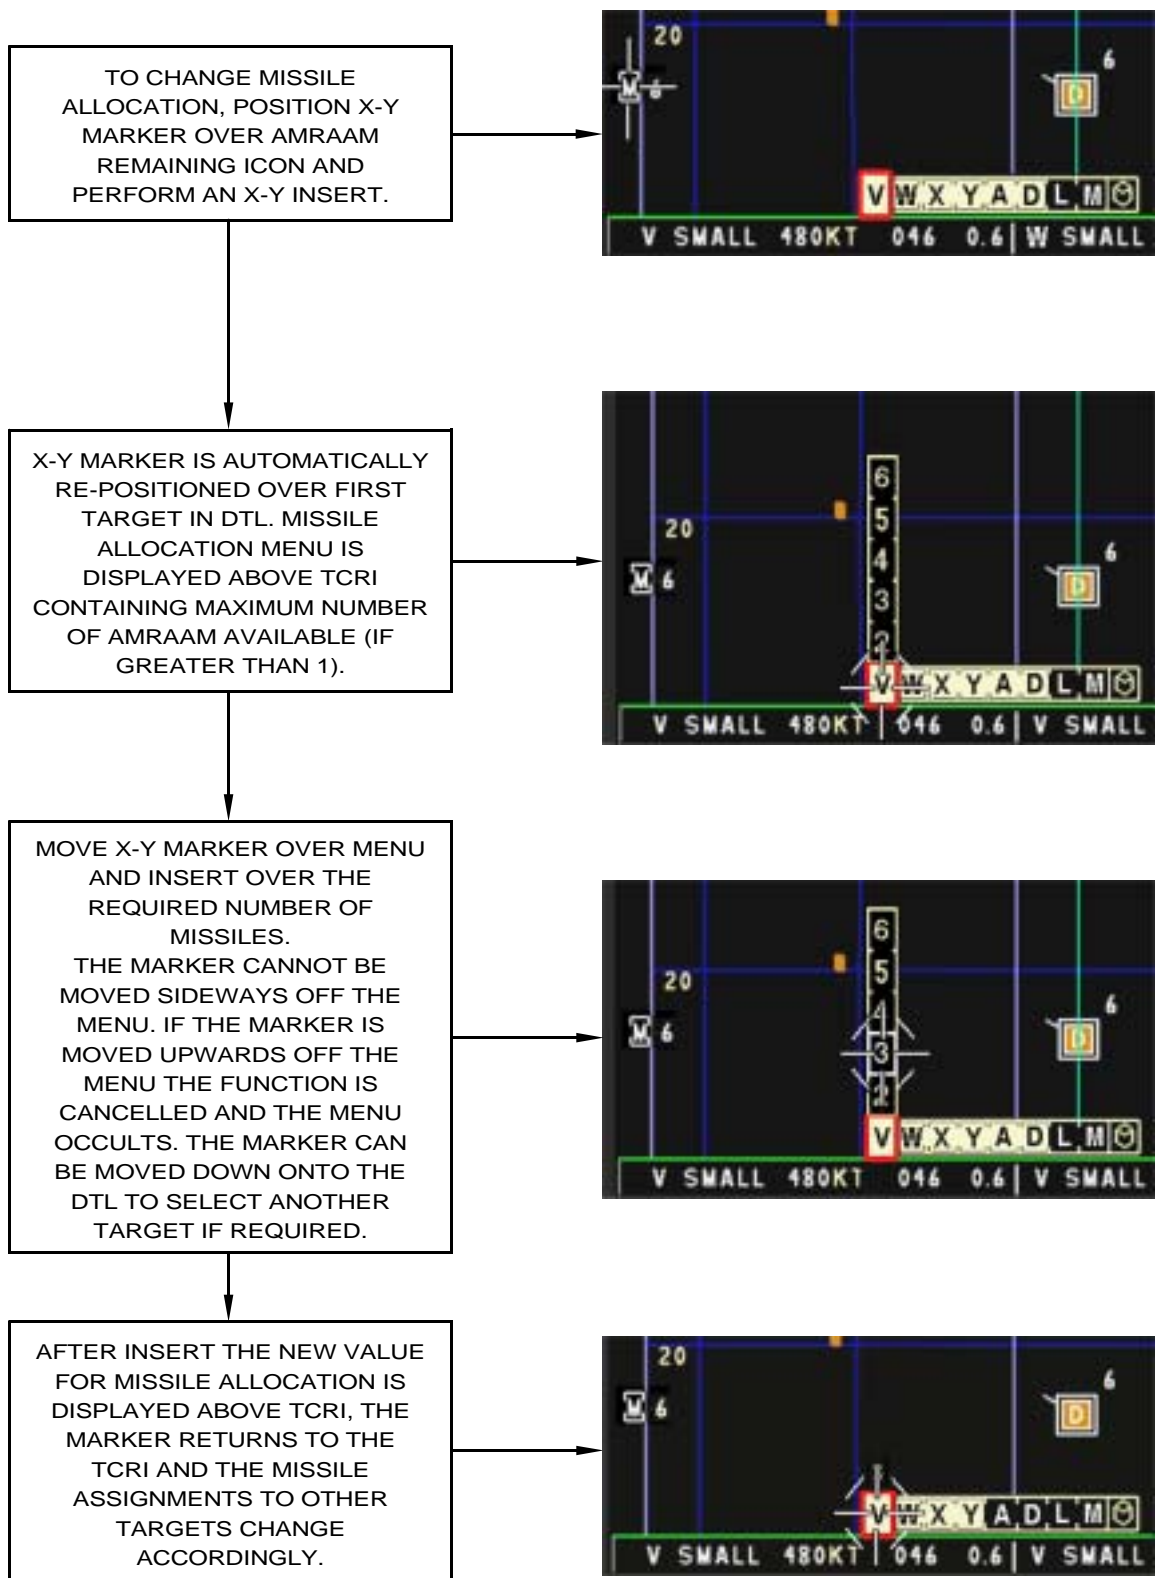 TO CHANGE MISSILE
ALLOCATION, POSITION X-Y
MARKER OVER AMRAAM
REMAINING ICON AND
PERFORM AN X-Y INSERT.
20
6
M 6
D
V W X Y A D L M
V SMALL 480KT 046 0.6 W SMALL
X-Y MARKER IS AUTOMATICALLY
RE-POSITIONED OVER FIRST
TARGET IN DTL. MISSILE
ALLOCATION MENU IS
DISPLAYED ABOVE TCRI
CONTAINING MAXIMUM NUMBER
OF AMRAAM AVAILABLE (IF
GREATER THAN 1).
6
5
20
4
6
M 6
D
3
2
V W X Y A D L M
V SMALL 480KT 046 0.6 V SMALL
MOVE X-Y MARKER OVER MENU
AND INSERT OVER THE
REQUIRED NUMBER OF
MISSILES.
THE MARKER CANNOT BE
MOVED SIDEWAYS OFF THE
MENU. IF THE MARKER IS
MOVED UPWARDS OFF THE
MENU THE FUNCTION IS
CANCELLED AND THE MENU
OCCULTS. THE MARKER CAN
BE MOVED DOWN ONTO THE
DTL TO SELECT ANOTHER
TARGET IF REQUIRED.
6
5
20
4
6
M 6
D
3
2
V W X Y A D L M
V SMALL 480KT 046 0.6 V SMALL
AFTER INSERT THE NEW VALUE
FOR MISSILE ALLOCATION IS
DISPLAYED ABOVE TCRI, THE
MARKER RETURNS TO THE
TCRI AND THE MISSILE
ASSIGNMENTS TO OTHER
TARGETS CHANGE
ACCORDINGLY.
20
6
M 6
D
V W X Y A D L M
V SMALL 480KT 046 0.6 V SMALL